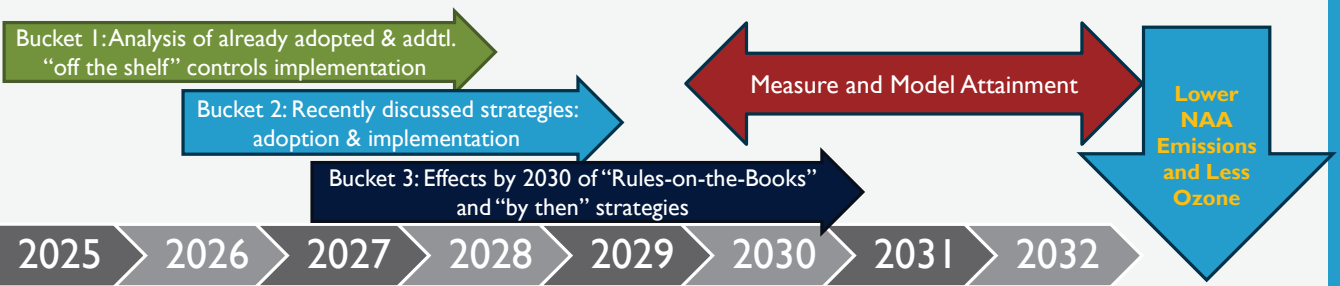 Bucket 1: Analysis of already adopted & addtl.
“off the shelf” controls implementation
Bucket 2: Recently discussed strategies:
adoption & implementation
Bucket 3: Effects by 2030 of “Rules-on-the-Books”
and “by then” strategies
Measure and Model Attainment
Lower
NAA
Emissions
and Less
Ozone
2025 2026 2027 2028 2029 2030 2031 2032